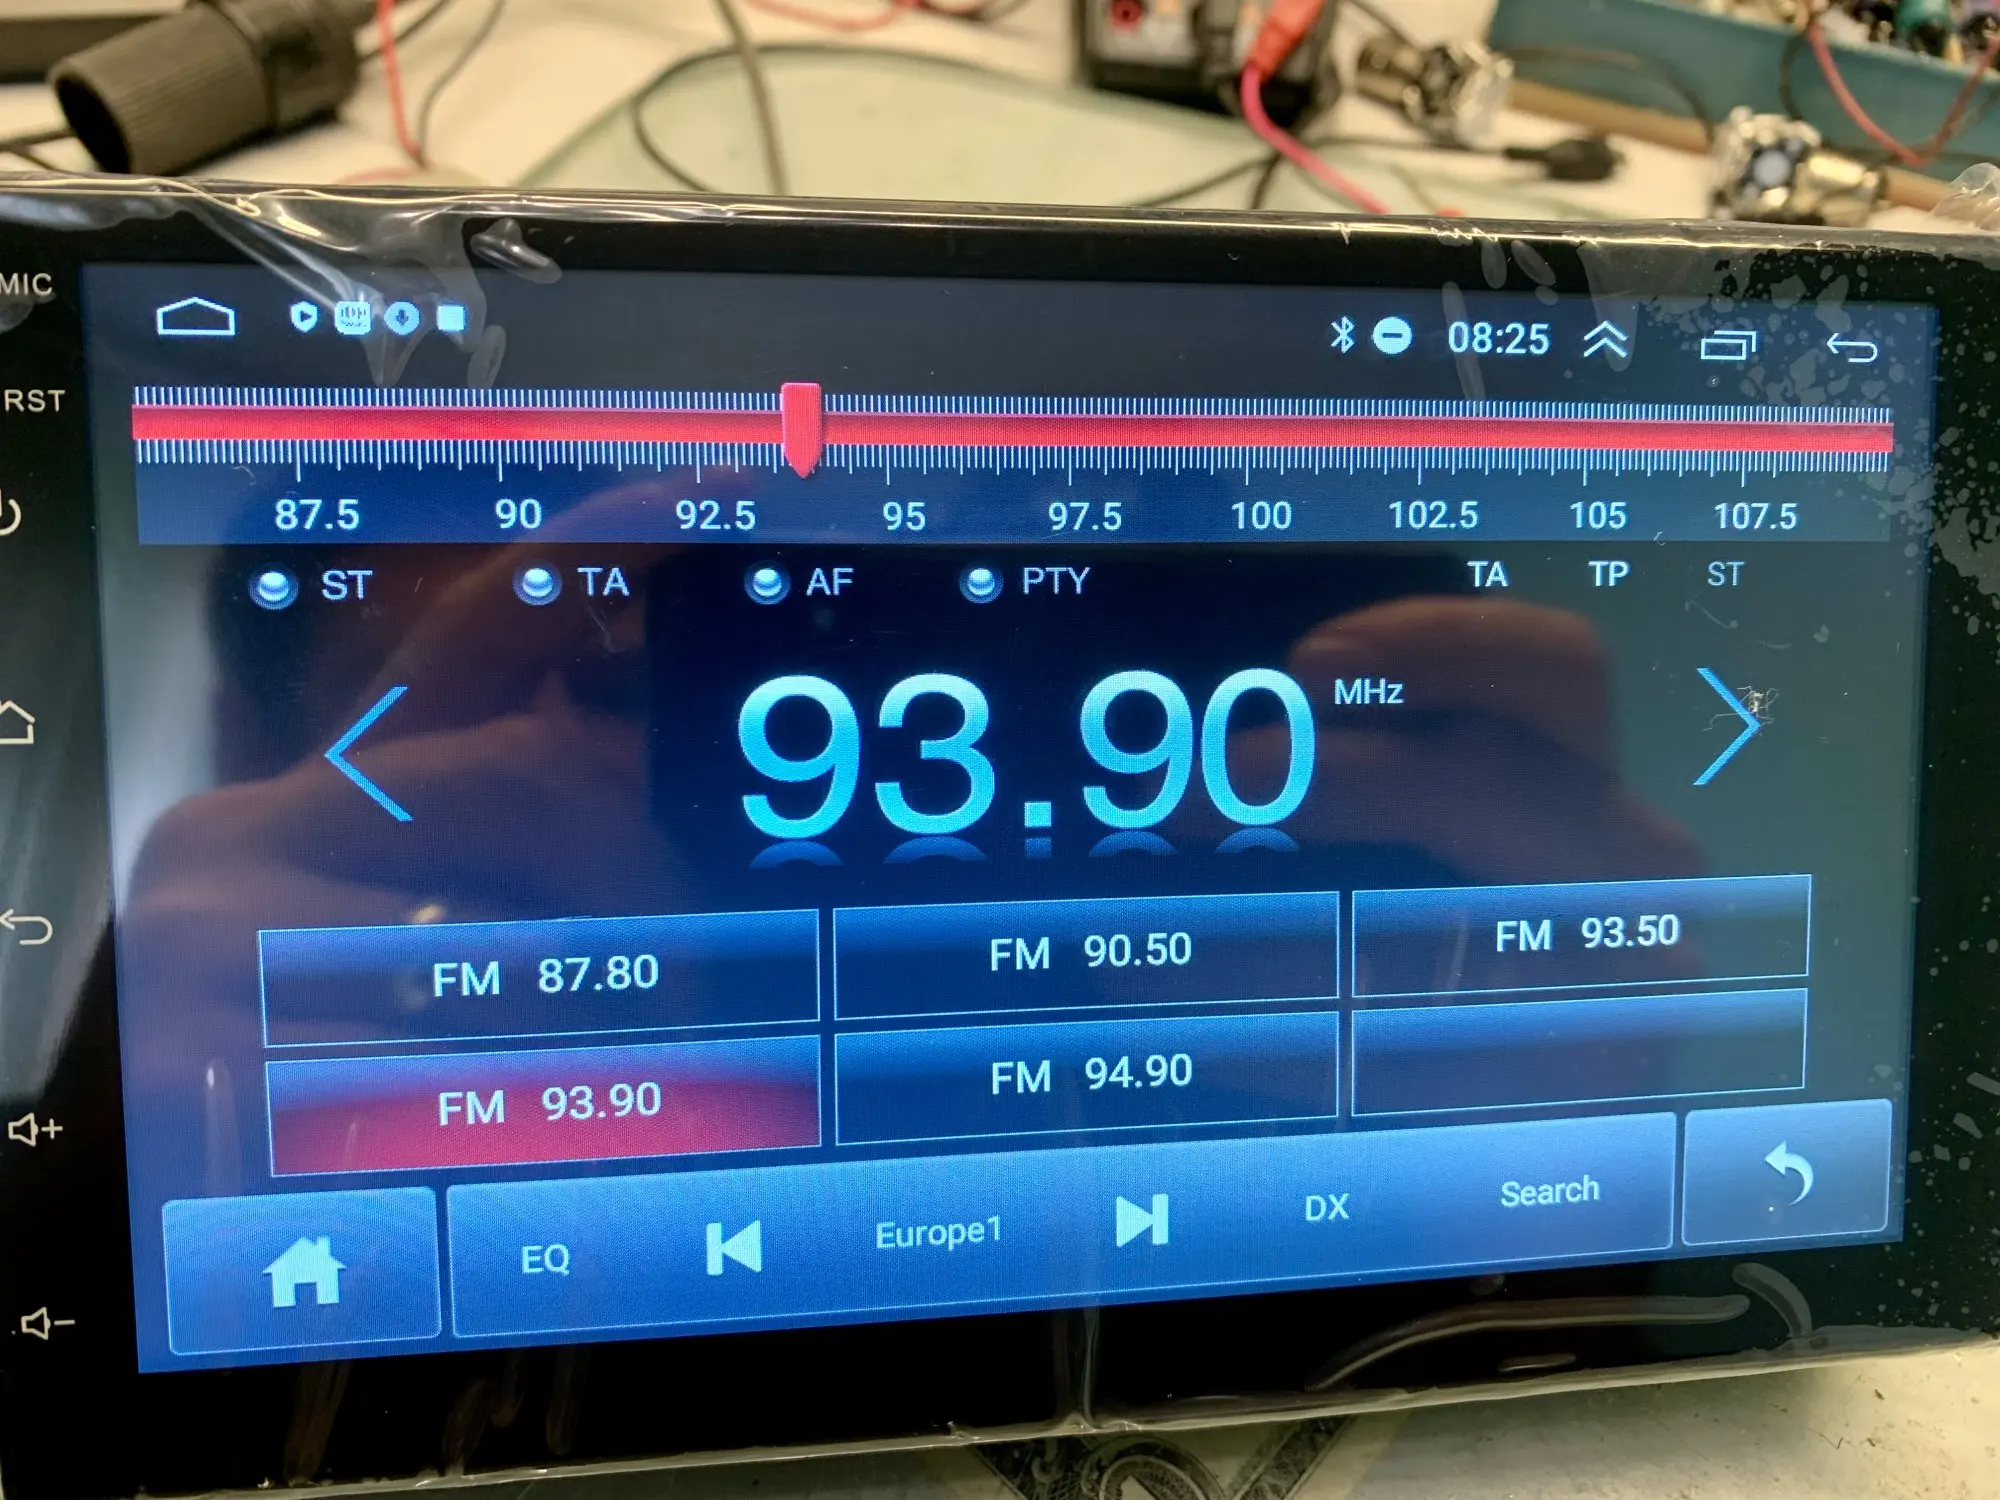 MIC
08:25
RST
87.5 90 92.5 95 97.5 100 102.5 105 107.5
ST TA AF PTY TA TP ST
93.90 MHz
FM 87.80 FM 90.50 FM 93.50
FM 93.90 FM 94.90
EQ Europe1 DX Search